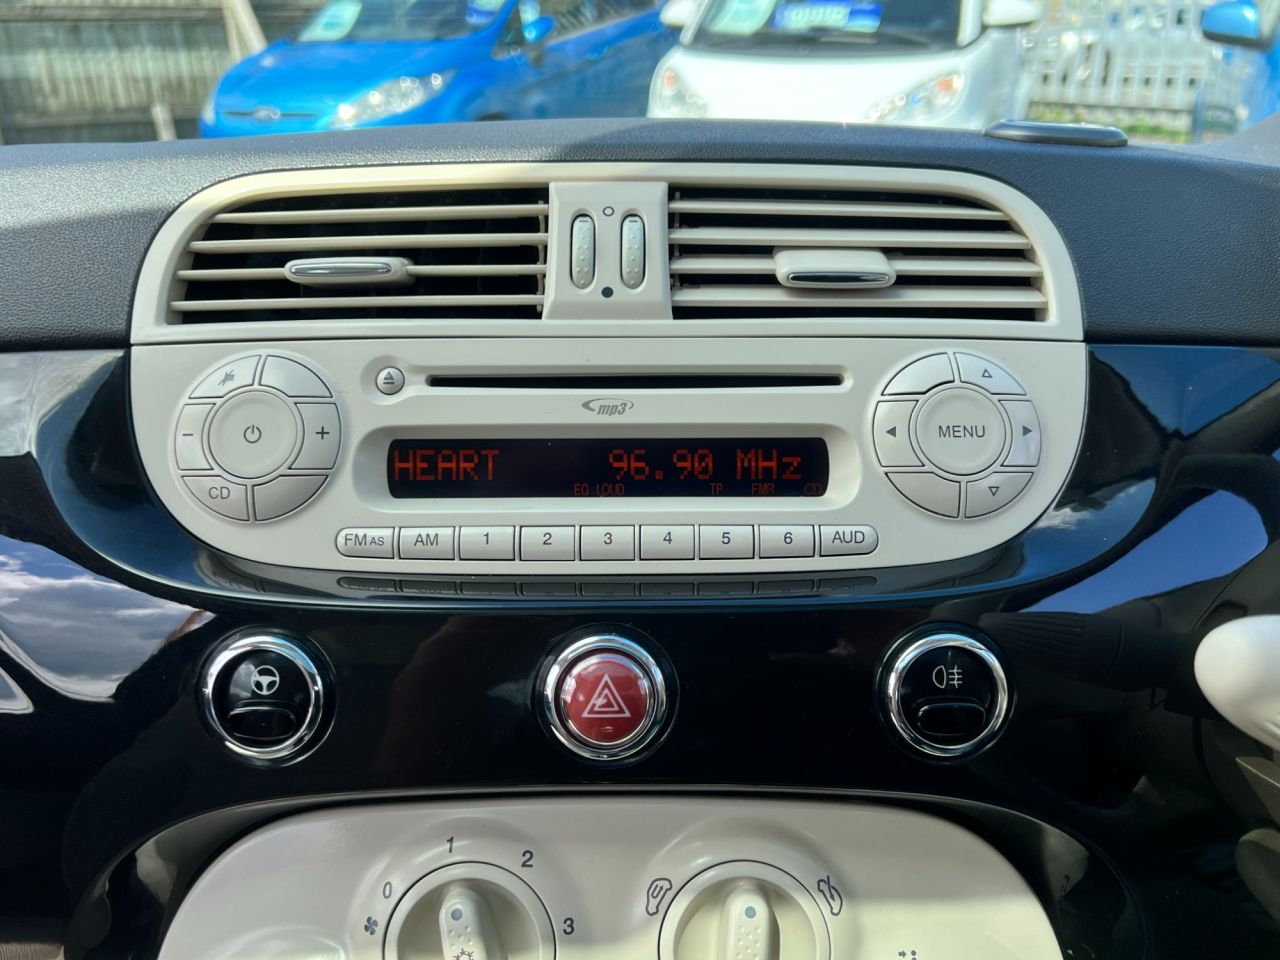 Ford
mp3
MENU
HEART 96.90 MHz
EQ LOUD TP FMR
- +
CD
FM AS AM 1 2 3 4 5 6 AUD
1 2
0
3